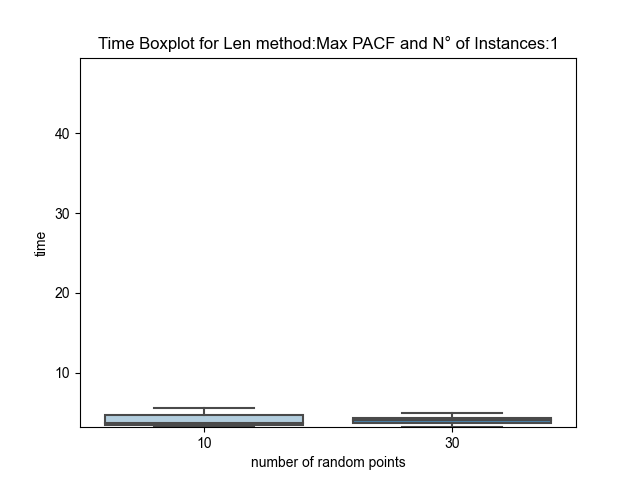 Time Boxplot for Len method:Max PACF and N° of Instances:1
40
30
20
10
time
10 30
number of random points